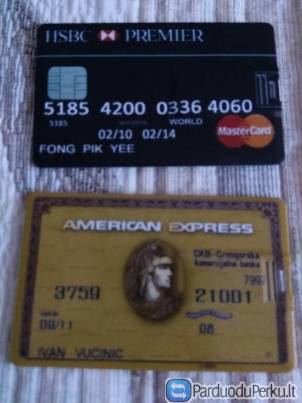 HSBC PREMIER
5185 4200 0336 4060
5185 WORLD
02/10 02/14
MasterCard
FONG PIK YEE
AMERICAN EXPRESS
CKB-Crnogorska
komercijalna banka
7997
3759 21001
09/11 08
IVAN VUCINIC
ParduoduPerku.lt